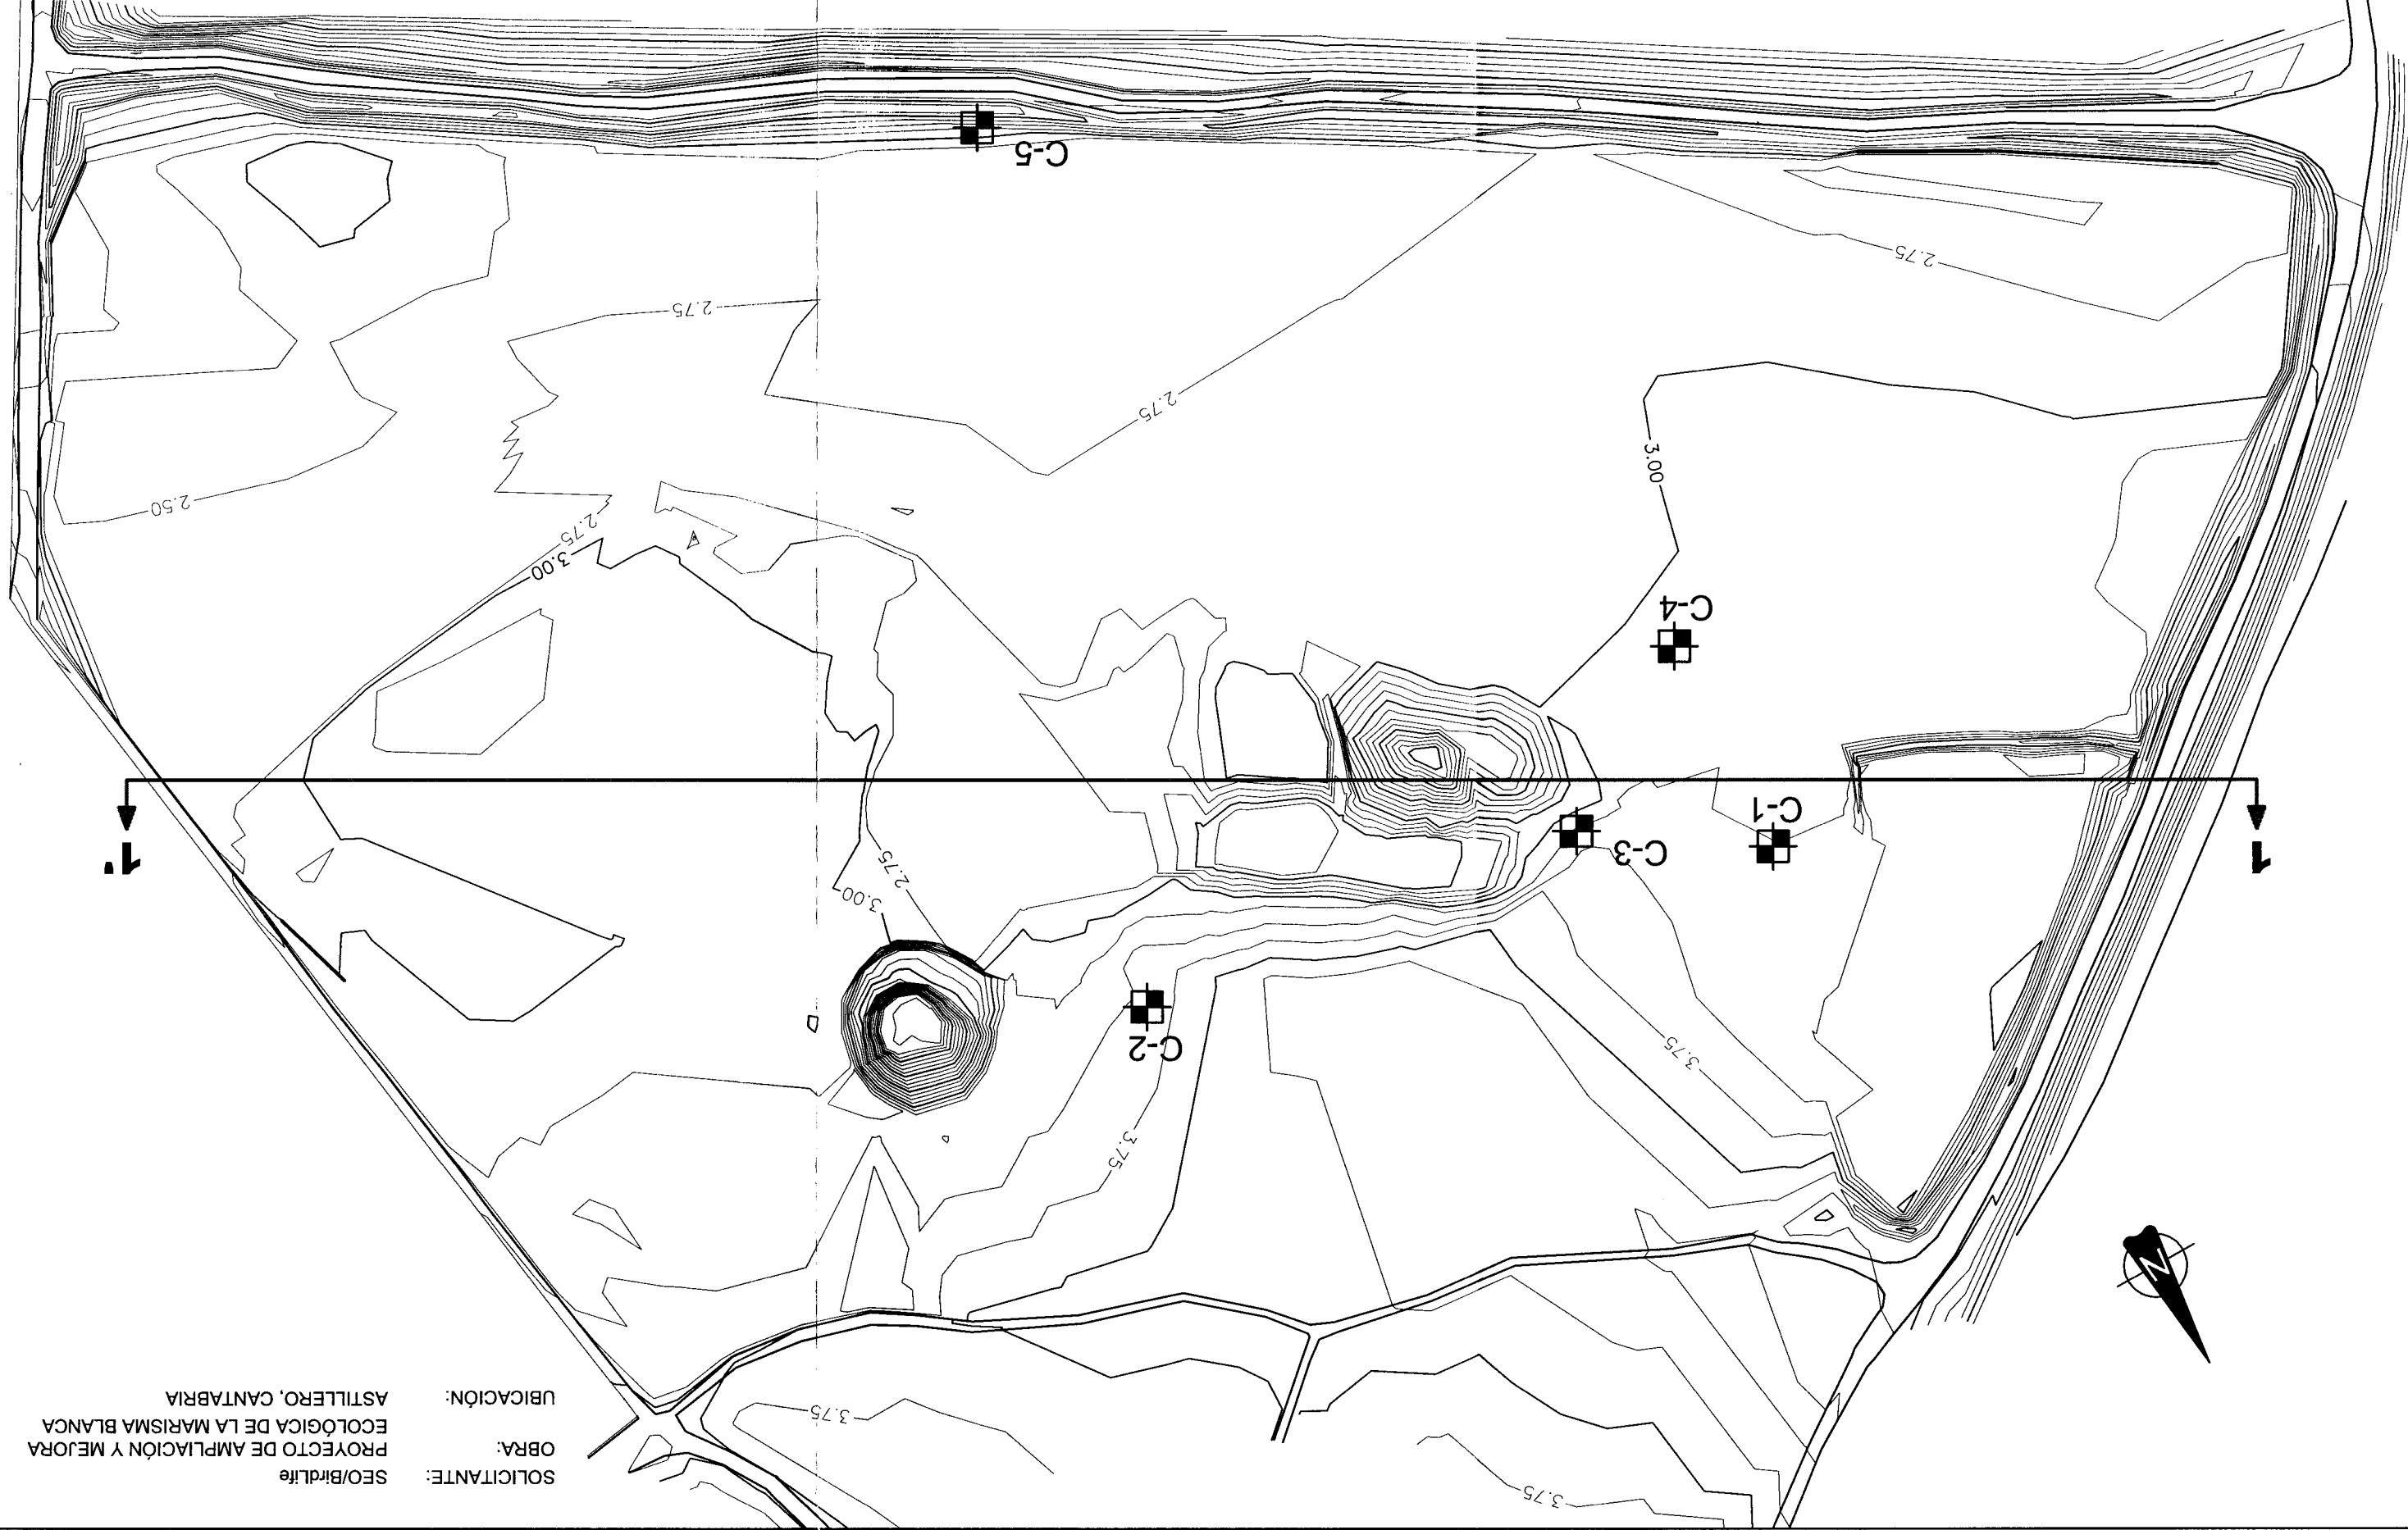 SOLICITANTE: SEO/BirdLife
OBRA: PROYECTO DE AMPLIACIÓN Y MEJORA
ECOLÓGICA DE LA MARISMA BLANCA
UBICACIÓN: ASTILLERO, CANTABRIA
3.75
3.75
N
3.75
3.75
C-2
3.00
2.75
1
1'
C-3
C-1
C-4
3.00
2.75
2.50
3.00
2.75
2.75
2.75
C-5